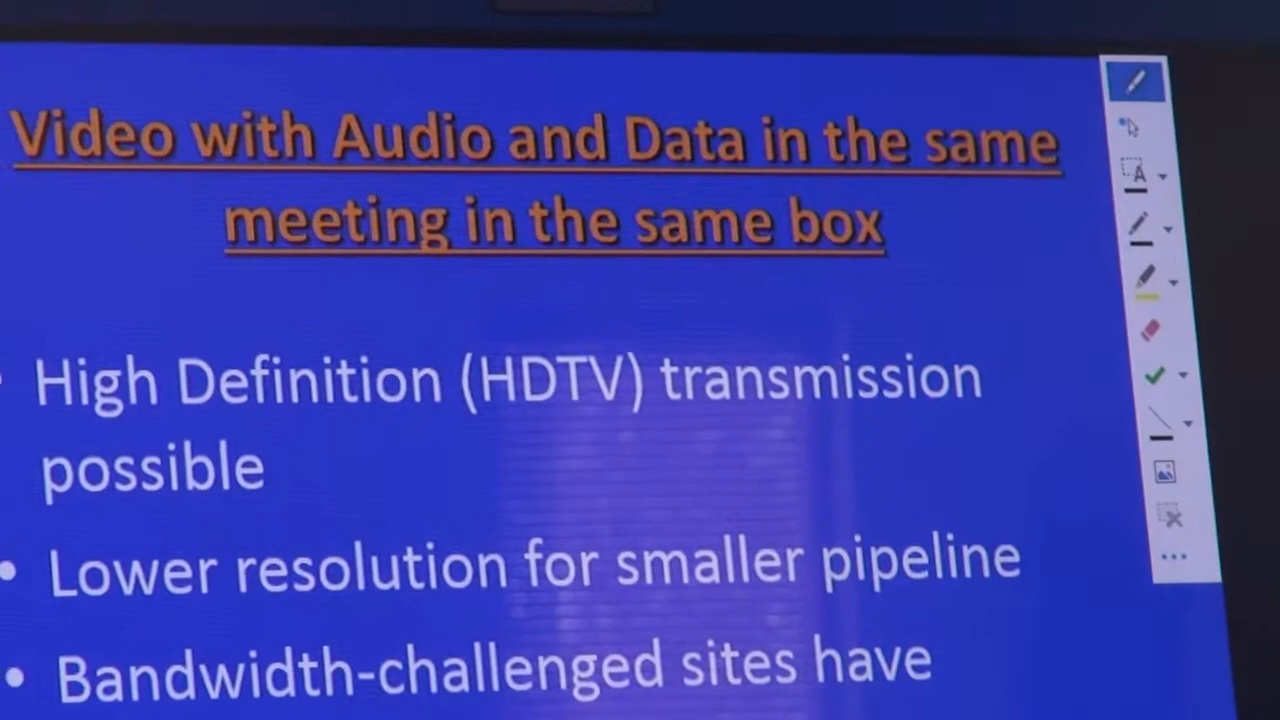 Video with Audio and Data in the same
meeting in the same box
• High Definition (HDTV) transmission
possible
• Lower resolution for smaller pipeline
• Bandwidth-challenged sites have
A